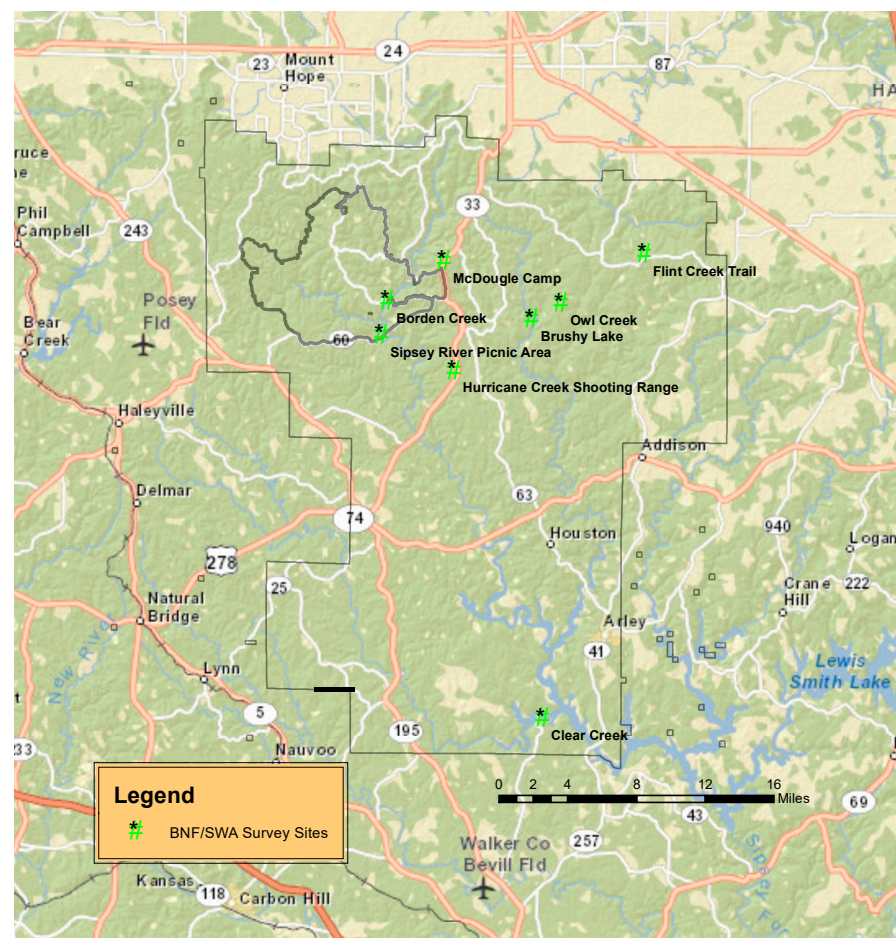 24
23
Mount
Hope
87
HA
ruce
ne
Phil
Campbell
243
33
McDougle Camp
Flint Creek Trail
Posey
Fld
Borden Creek
Owl Creek
Brushy Lake
Bear
Creek
60
Sipsey River Picnic Area
Hurricane Creek Shooting Range
Haleyville
Addison
Delmar
63
74
940
Houston
Logan
278
25
Crane
Hill
222
Natural
Bridge
Arley
New River
41
Lewis
Smith Lake
Lynn
t
5
195
Clear Creek
33
Nauvoo
Legend
BNF/SWA Survey Sites
0 2 4 8 12 16
Miles
69
43
257
Walker Co
Bevill Fld
Sipsey For
Kansas
118
Carbon Hill